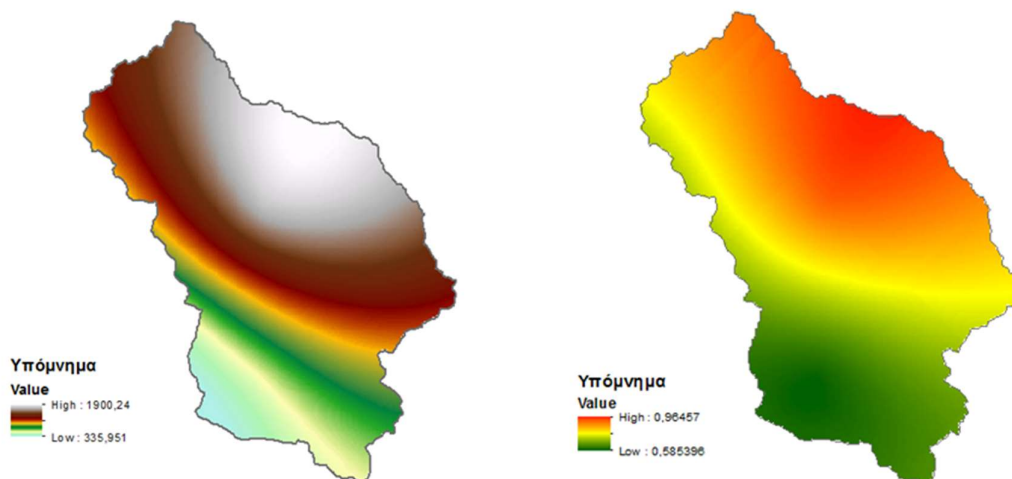 Υπόμνημα
Value
High : 1900,24
Low : 335,951
Υπόμνημα
Value
High : 0,96457
Low : 0,585396